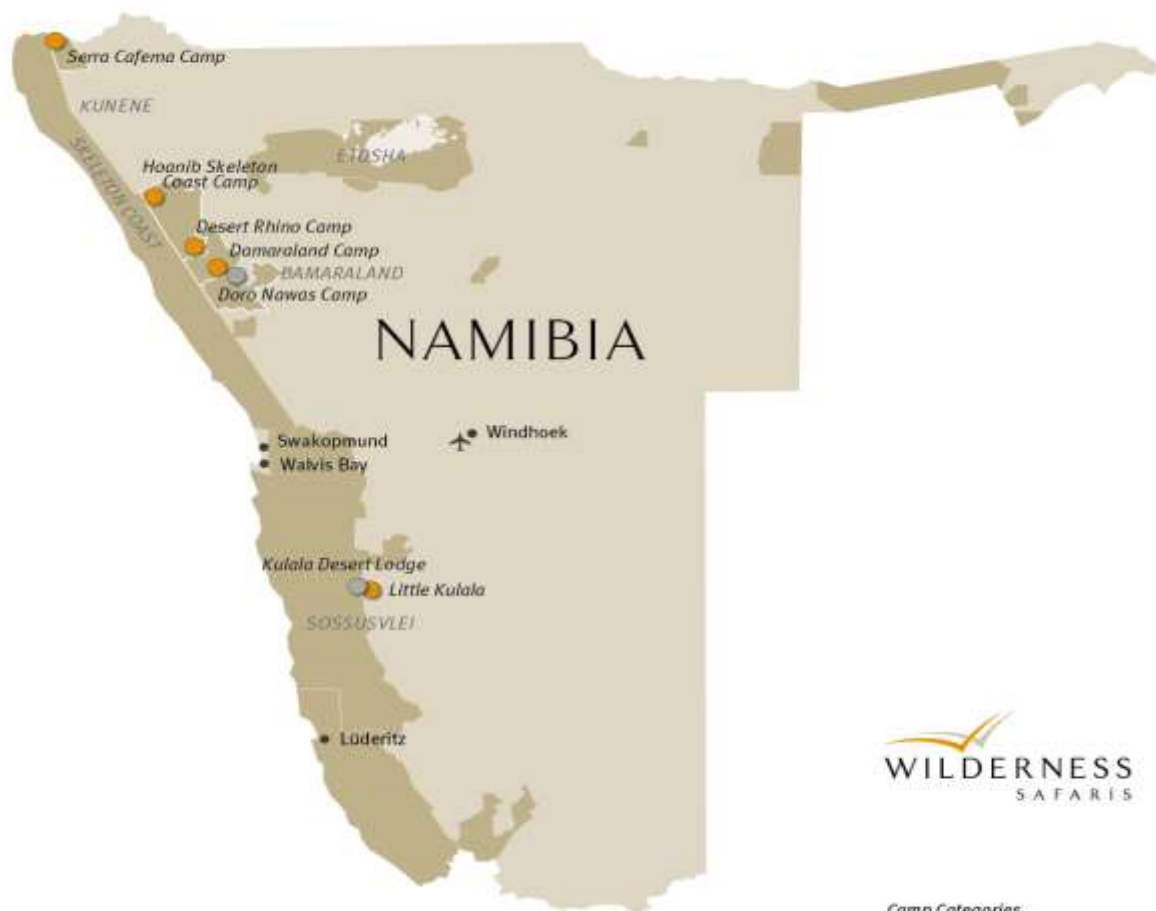 Serra Cafema Camp
KUNENE
SKELETON COAST
ETOSHA
Hoanib Skeleton
Coast Camp
Desert Rhino Camp
Damaraland Camp
BAMARALAND
Doro Nawas Camp
NAMIBIA
Swakopmund
Windhoek
Walvis Bay
Kulala Desert Lodge
Little Kulala
SOSSUSVLEI
Lüderitz
WILDERNESS
SAFARIS
Camp Categories